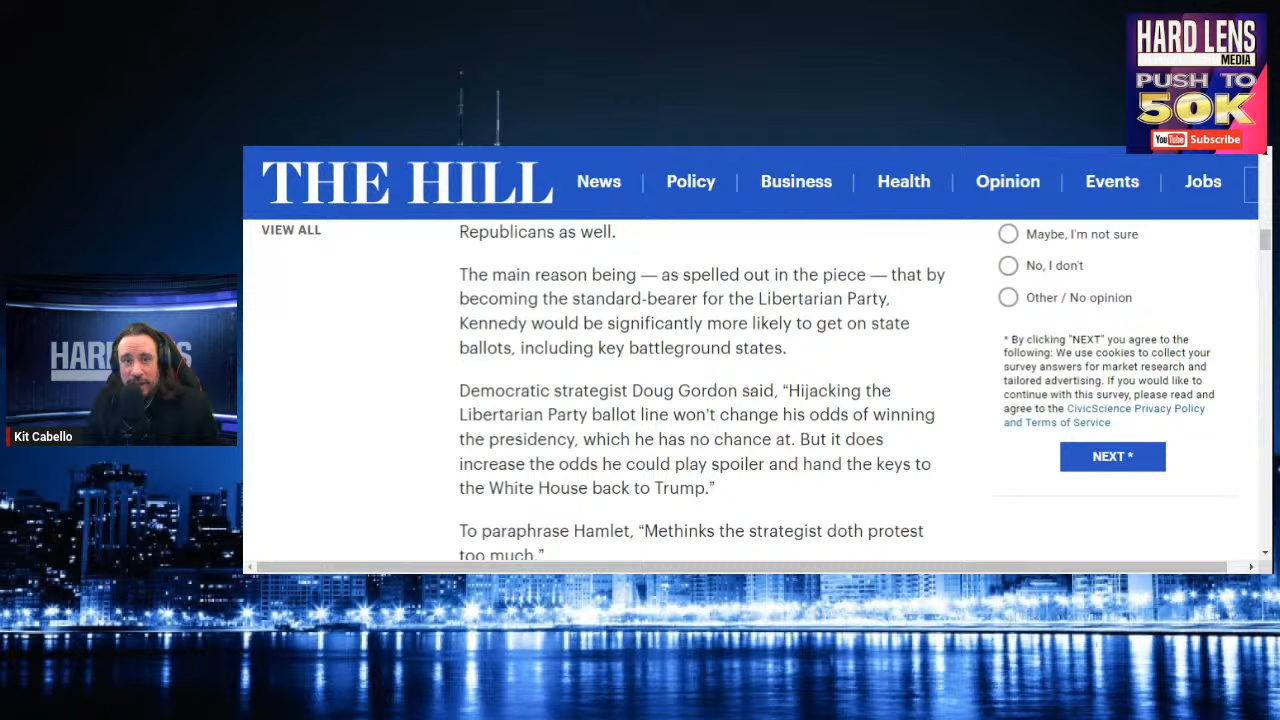 HARD LENS
MEDIA
PUSH TO
50K
YouTube Subscribe
THE HILL
News
Policy
Business
Health
Opinion
Events
Jobs
VIEW ALL
Republicans as well.
The main reason being — as spelled out in the piece — that by
becoming the standard-bearer for the Libertarian Party,
Kennedy would be significantly more likely to get on state
ballots, including key battleground states.
Democratic strategist Doug Gordon said, “Hijacking the
Libertarian Party ballot line won’t change his odds of winning
the presidency, which he has no chance at. But it does
increase the odds he could play spoiler and hand the keys to
the White House back to Trump.”
To paraphrase Hamlet, “Methinks the strategist doth protest
too much.”
Maybe, I'm not sure
No, I don't
Other / No opinion
* By clicking "NEXT" you agree to the
following: We use cookies to collect your
survey answers for market research and
tailored advertising. If you would like to
continue with this survey, please read and
agree to the CivicScience Privacy Policy
and Terms of Service
NEXT *
Kit Cabello